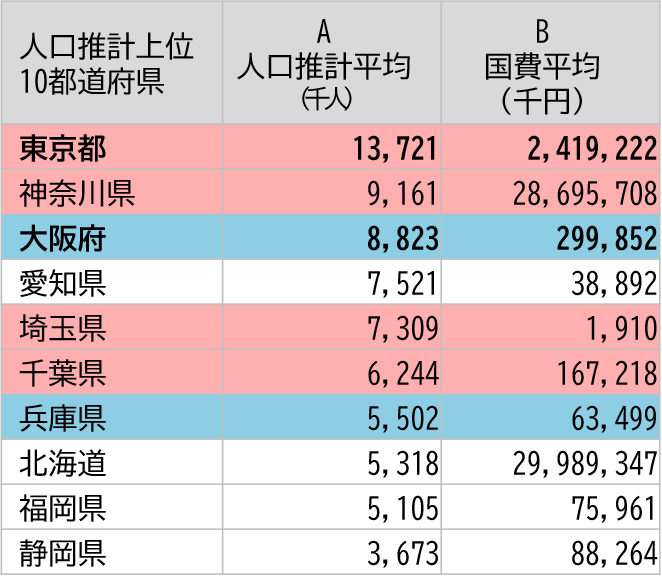 人口推計上位
10都道府県
A
人口推計平均
(千人)
B
国費平均
(千円)
東京都 13,721 2,419,222
神奈川県 9,161 28,695,708
大阪府 8,823 299,852
愛知県 7,521 38,892
埼玉県 7,309 1,910
千葉県 6,244 167,218
兵庫県 5,502 63,499
北海道 5,318 29,989,347
福岡県 5,105 75,961
静岡県 3,673 88,264